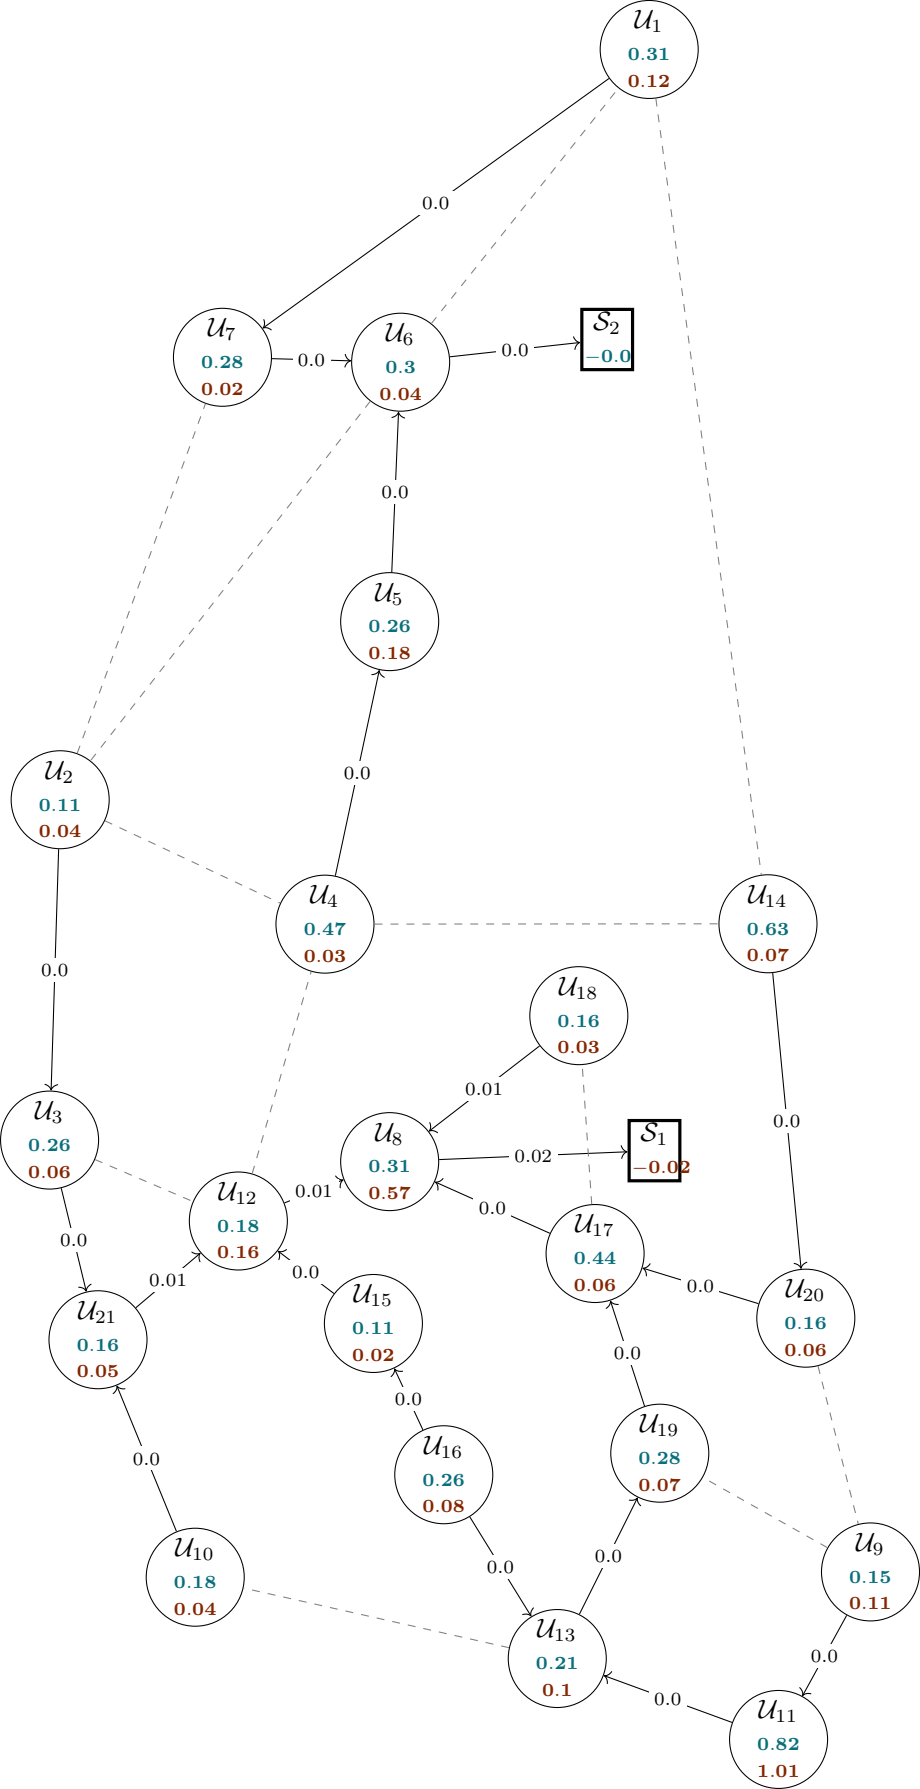 𝒰1
0.31
0.12
0.0
𝒰7
0.28
0.02
0.0
𝒰6
0.3
0.04
0.0
𝒮2
−0.0
0.0
𝒰5
0.26
0.18
0.0
𝒰2
0.11
0.04
𝒰4
0.47
0.03
𝒰14
0.63
0.07
0.0
𝒰18
0.16
0.03
0.01
𝒰3
0.26
0.06
𝒰8
0.31
0.57
0.02
𝒮1
−0.02
0.0
𝒰12
0.18
0.16
0.01
0.0
𝒰17
0.44
0.06
0.0
0.01
0.0
0.0
𝒰20
0.16
0.06
𝒰21
0.16
0.05
𝒰15
0.11
0.02
0.0
0.0
𝒰19
0.28
0.07
𝒰16
0.26
0.08
0.0
𝒰10
0.18
0.04
0.0
0.0
𝒰9
0.15
0.11
𝒰13
0.21
0.1
0.0
0.0
𝒰11
0.82
1.01